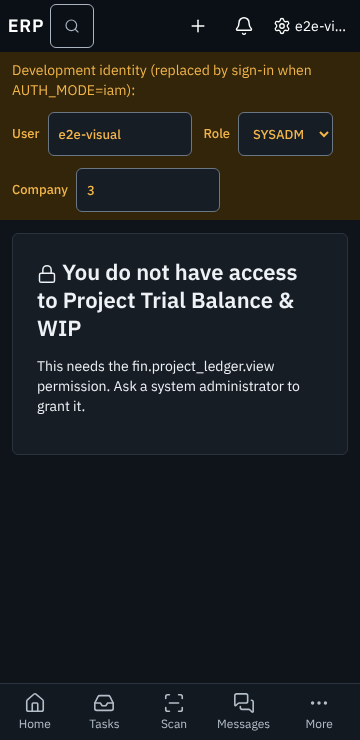 ERP
e2e-vi...
Development identity (replaced by sign-in when
AUTH_MODE=iam):
User e2e-visual Role SYSADM
Company 3
You do not have access
to Project Trial Balance &
WIP
This needs the fin.project_ledger.view
permission. Ask a system administrator to
grant it.
Home Tasks Scan Messages More